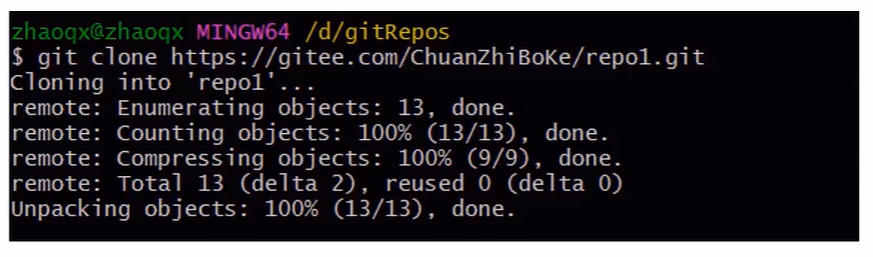 zhaoqx@zhaoqx MINGW64 /d/gitRepos
$ git clone https://gitee.com/ChuanZhiBoKe/repo1.git
Cloning into 'repo1'...
remote: Enumerating objects: 13, done.
remote: Counting objects: 100% (13/13), done.
remote: Compressing objects: 100% (9/9), done.
remote: Total 13 (delta 2), reused 0 (delta 0)
Unpacking objects: 100% (13/13), done.